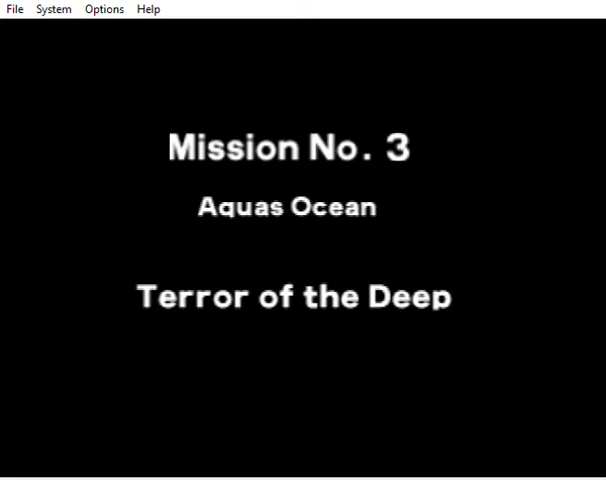 File System Options Help
Mission No. 3
Aquas Ocean
Terror of the Deep